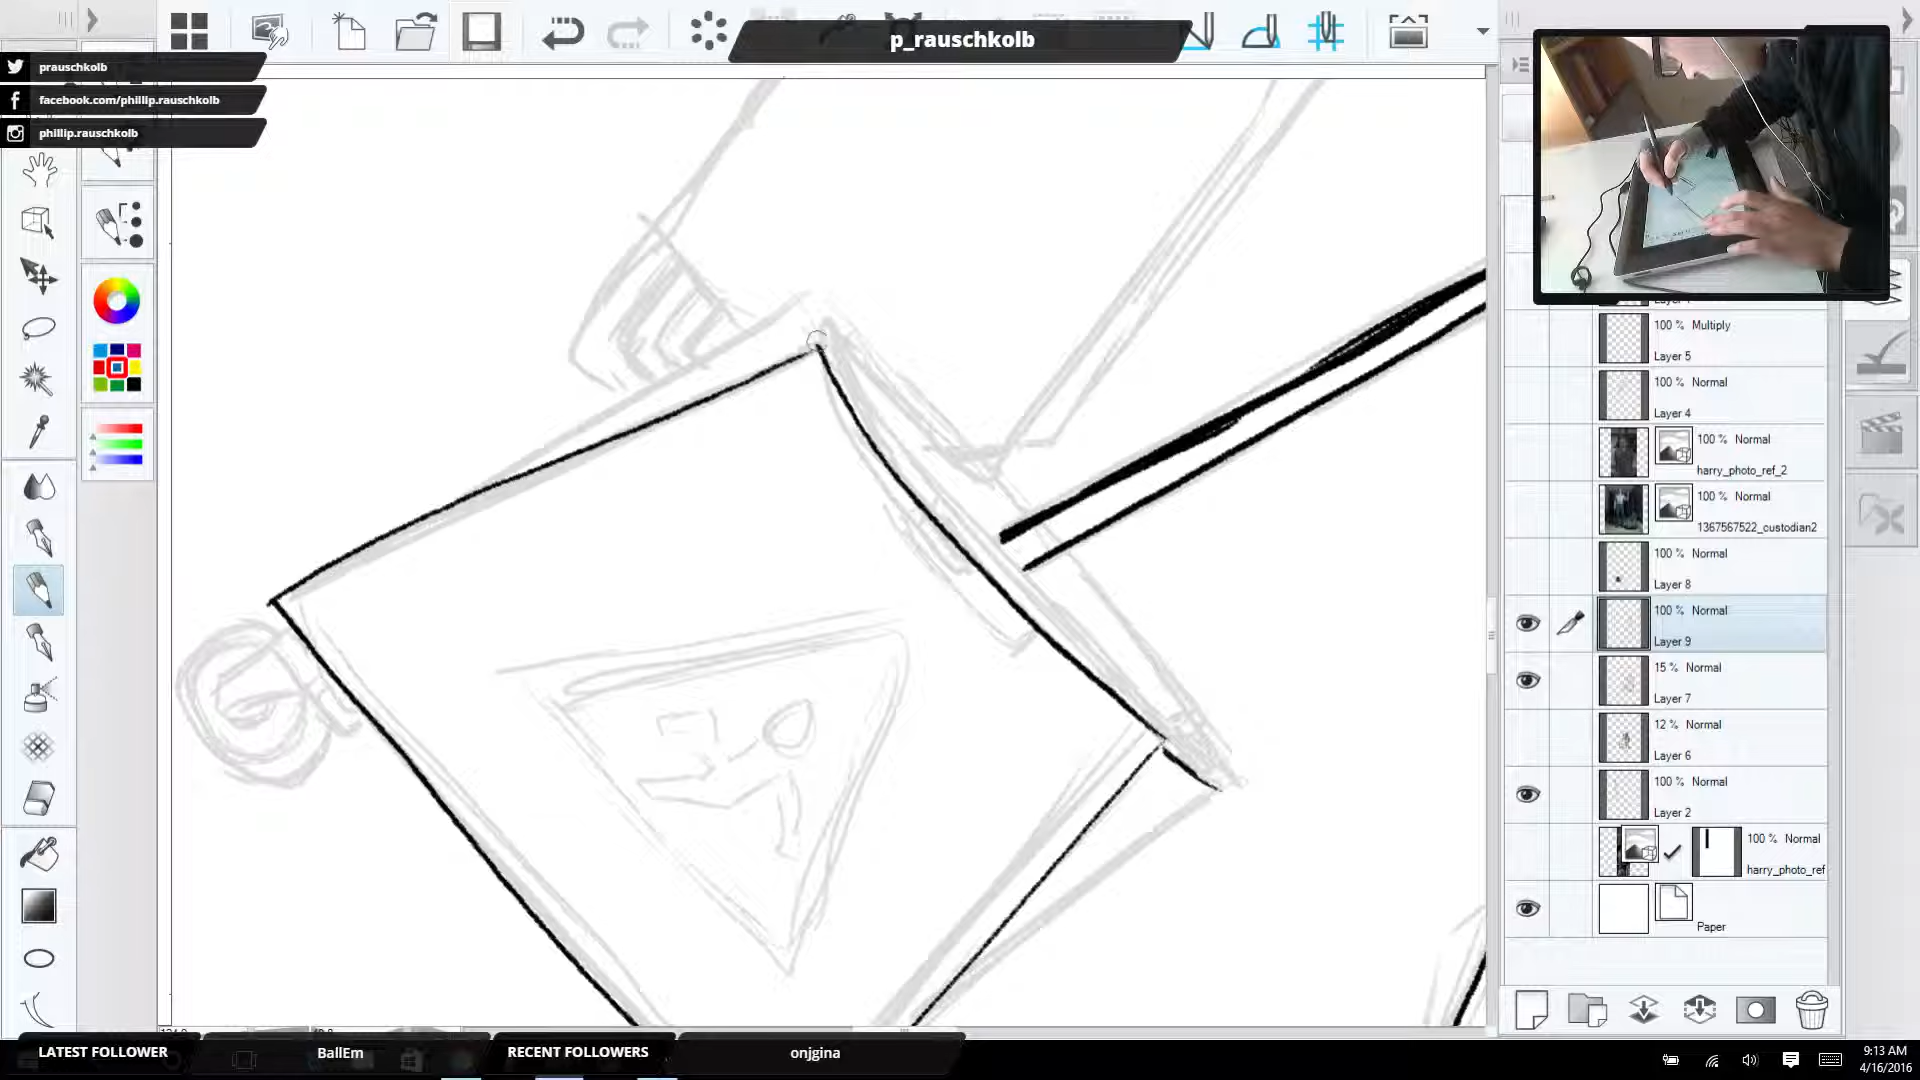 p_rauschkolb
prauschkolb
facebook.com/phillip.rauschkolb
phillip.rauschkolb
100 % Multiply
Layer 5
100 % Normal
Layer 4
100 % Normal
harry_photo_ref_2
100 % Normal
1367567522_custodian2
100 % Normal
Layer 8
100 % Normal
Layer 9
15 % Normal
Layer 7
12 % Normal
Layer 6
100 % Normal
Layer 2
100 % Normal
harry_photo_ref
Paper
LATEST FOLLOWER
BallEm
RECENT FOLLOWERS
onjgina
9:13 AM
4/16/2016